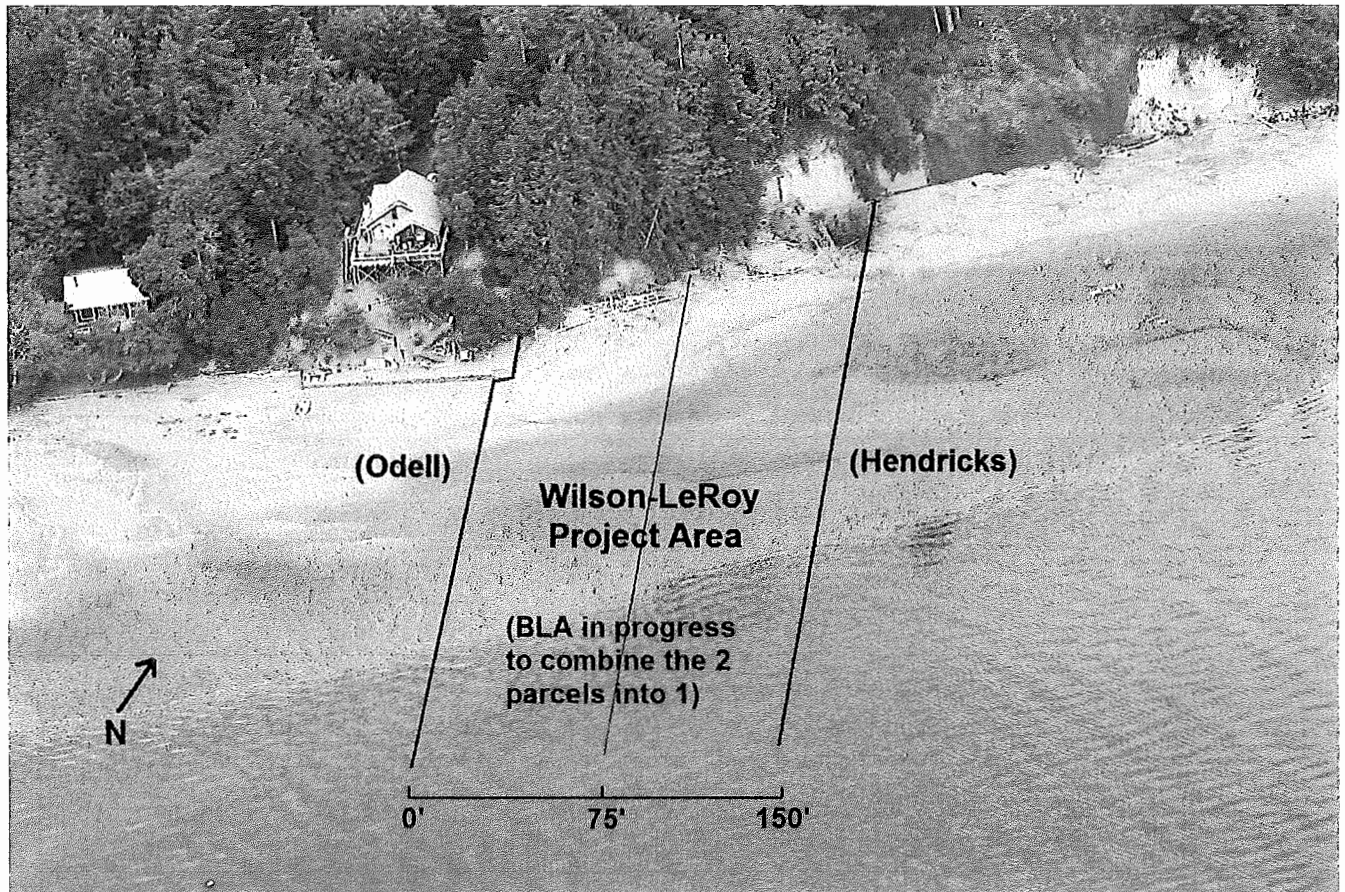 (Odell)
(Hendricks)
Wilson-LeRoy
Project Area
(BLA in progress
to combine the 2
parcels into 1)
N
0' 75' 150'